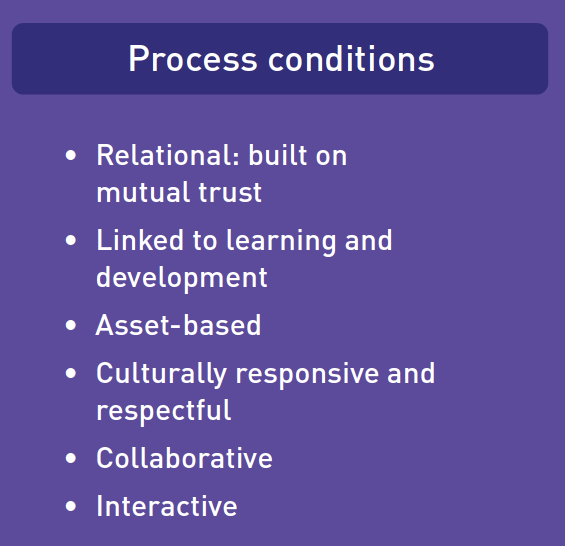 Process conditions
• Relational: built on
mutual trust
• Linked to learning and
development
• Asset-based
• Culturally responsive and
respectful
• Collaborative
• Interactive